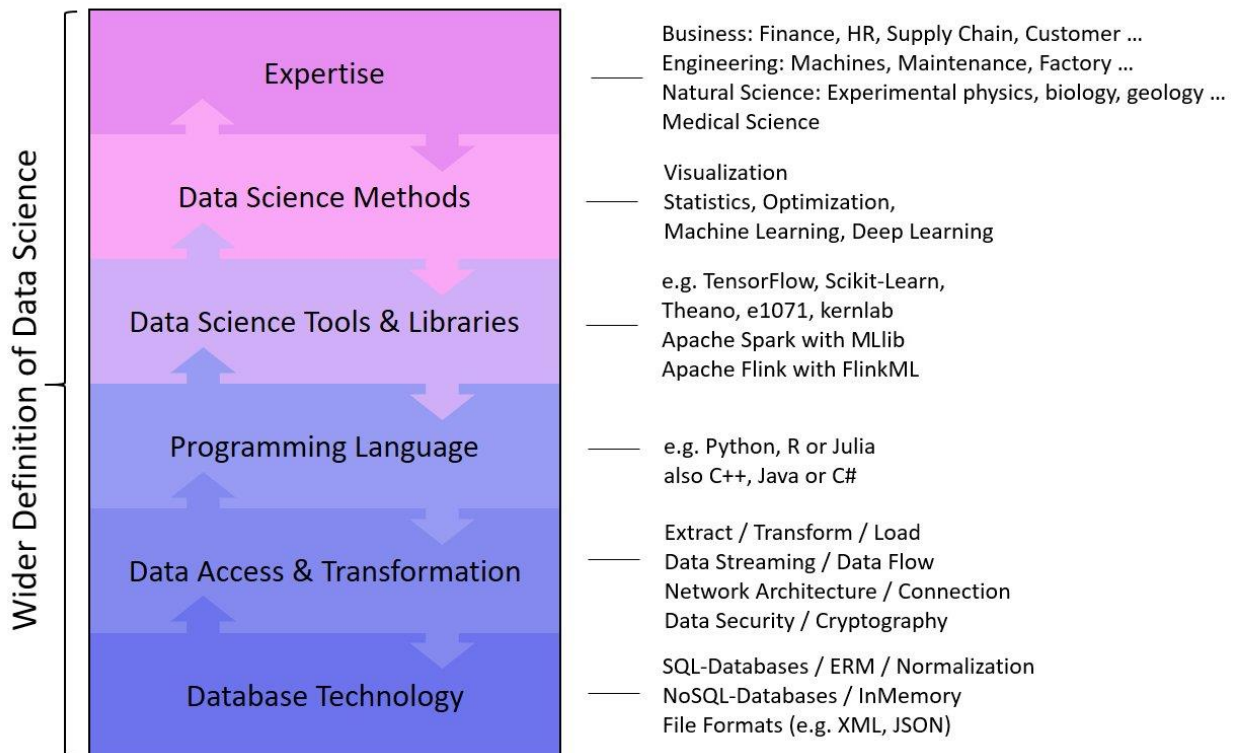 Wider Definition of Data Science
Expertise
Business: Finance, HR, Supply Chain, Customer ...
Engineering: Machines, Maintenance, Factory ...
Natural Science: Experimental physics, biology, geology ...
Medical Science
Data Science Methods
Visualization
Statistics, Optimization,
Machine Learning, Deep Learning
Data Science Tools & Libraries
e.g. TensorFlow, Scikit-Learn,
Theano, e1071, kernlab
Apache Spark with MLlib
Apache Flink with FlinkML
Programming Language
e.g. Python, R or Julia
also C++, Java or C#
Data Access & Transformation
Extract / Transform / Load
Data Streaming / Data Flow
Network Architecture / Connection
Data Security / Cryptography
Database Technology
SQL-Databases / ERM / Normalization
NoSQL-Databases / InMemory
File Formats (e.g. XML, JSON)